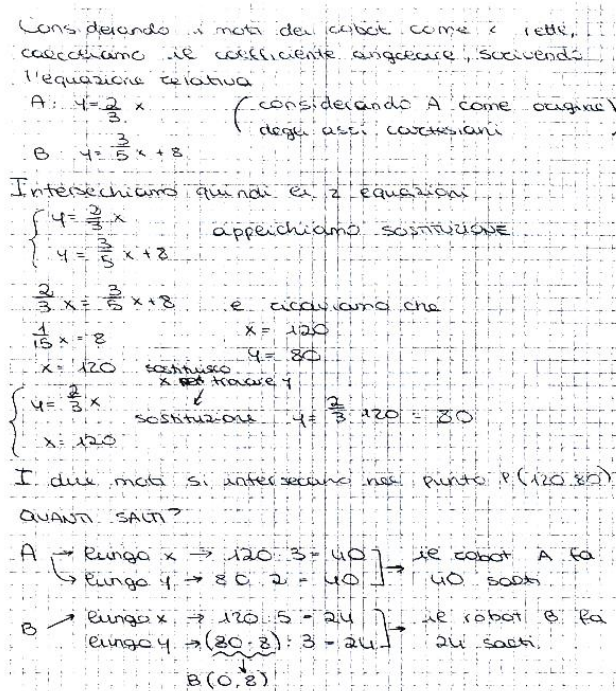 Considerando i moti dei robot come 2 rette,
calcoliamo il coefficiente angolare, scrivendo
l'equazione relativa
A: y = 2/3 x (considerando A come origine
degli assi cartesiani)
B y = 3/5 x + 8
Intersechiamo quindi le 2 equazioni
{ y = 2/3 x
y = 3/5 x + 8 applichiamo SOSTITUZIONE
2/3 x = 3/5 x + 8 e ricaviamo che
1/15 x = 8 x = 120
x = 120 y = 80
sostituisco
x per trovare y
{ y = 2/3 x
x = 120 sostituzione y = 2/3 · 120 = 80
I due moti si intersecano nel punto P(120,80)
QUANTI SALTI?
A → lungo x → 120 : 3 = 40
↳ lungo y → 80 : 2 = 40 ] → il robot A fa
40 salti
B ↗ lungo x → 120 : 5 = 24
lungo y → (80-8) : 3 = 24 ] → il robot B fa
24 salti.
B(0,8)